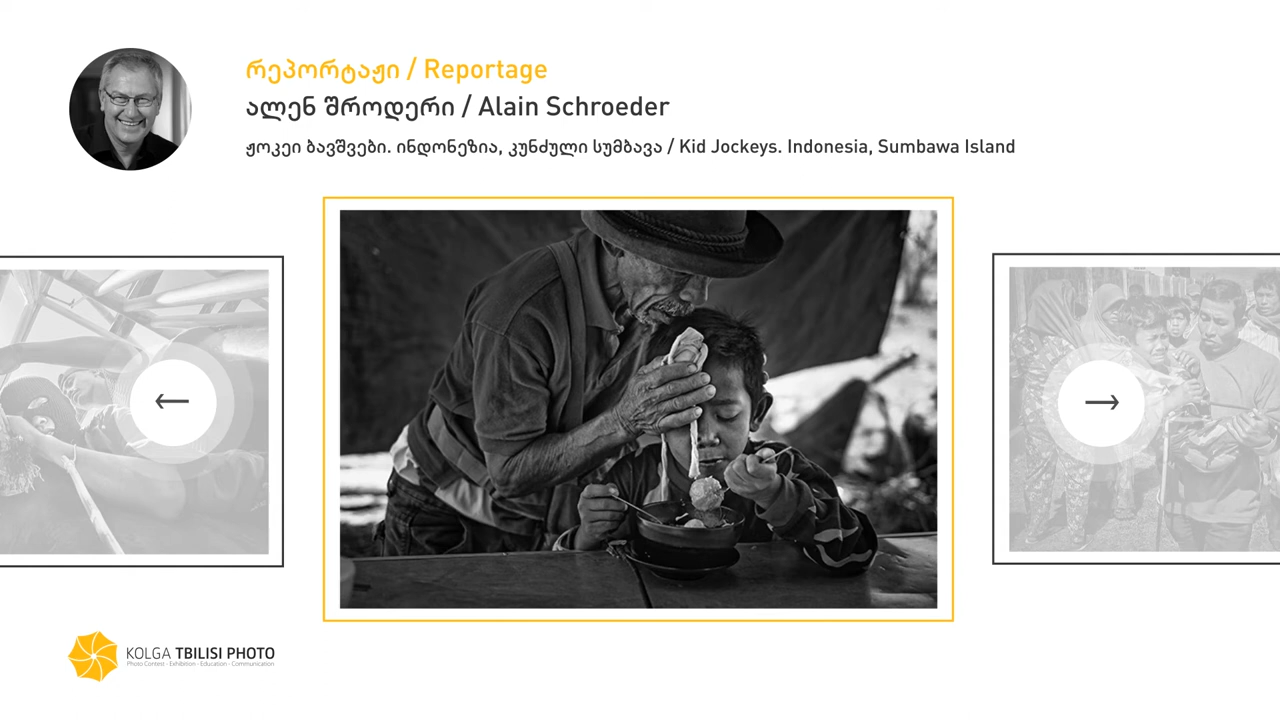 რეპორტაჟი / Reportage
ალენ შროდერი / Alain Schroeder
ჟოკეი ბავშვები. ინდონეზია, კუნძული სუმბავა / Kid Jockeys. Indonesia, Sumbawa Island
KOLGA TBILISI PHOTO
Photo Contest - Exhibition - Education - Communication